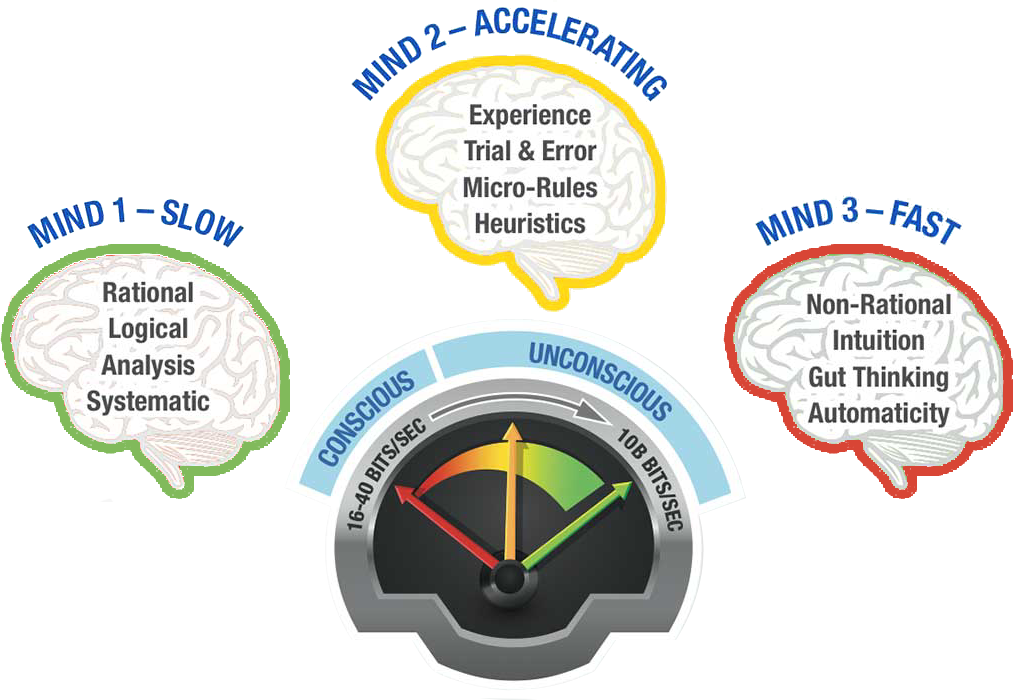 MIND 2 – ACCELERATING
Experience
Trial & Error
Micro-Rules
Heuristics
MIND 1 – SLOW
Rational
Logical
Analysis
Systematic
MIND 3 – FAST
Non-Rational
Intuition
Gut Thinking
Automaticity
CONSCIOUS
UNCONSCIOUS
16-40 BITS/SEC
10B BITS/SEC